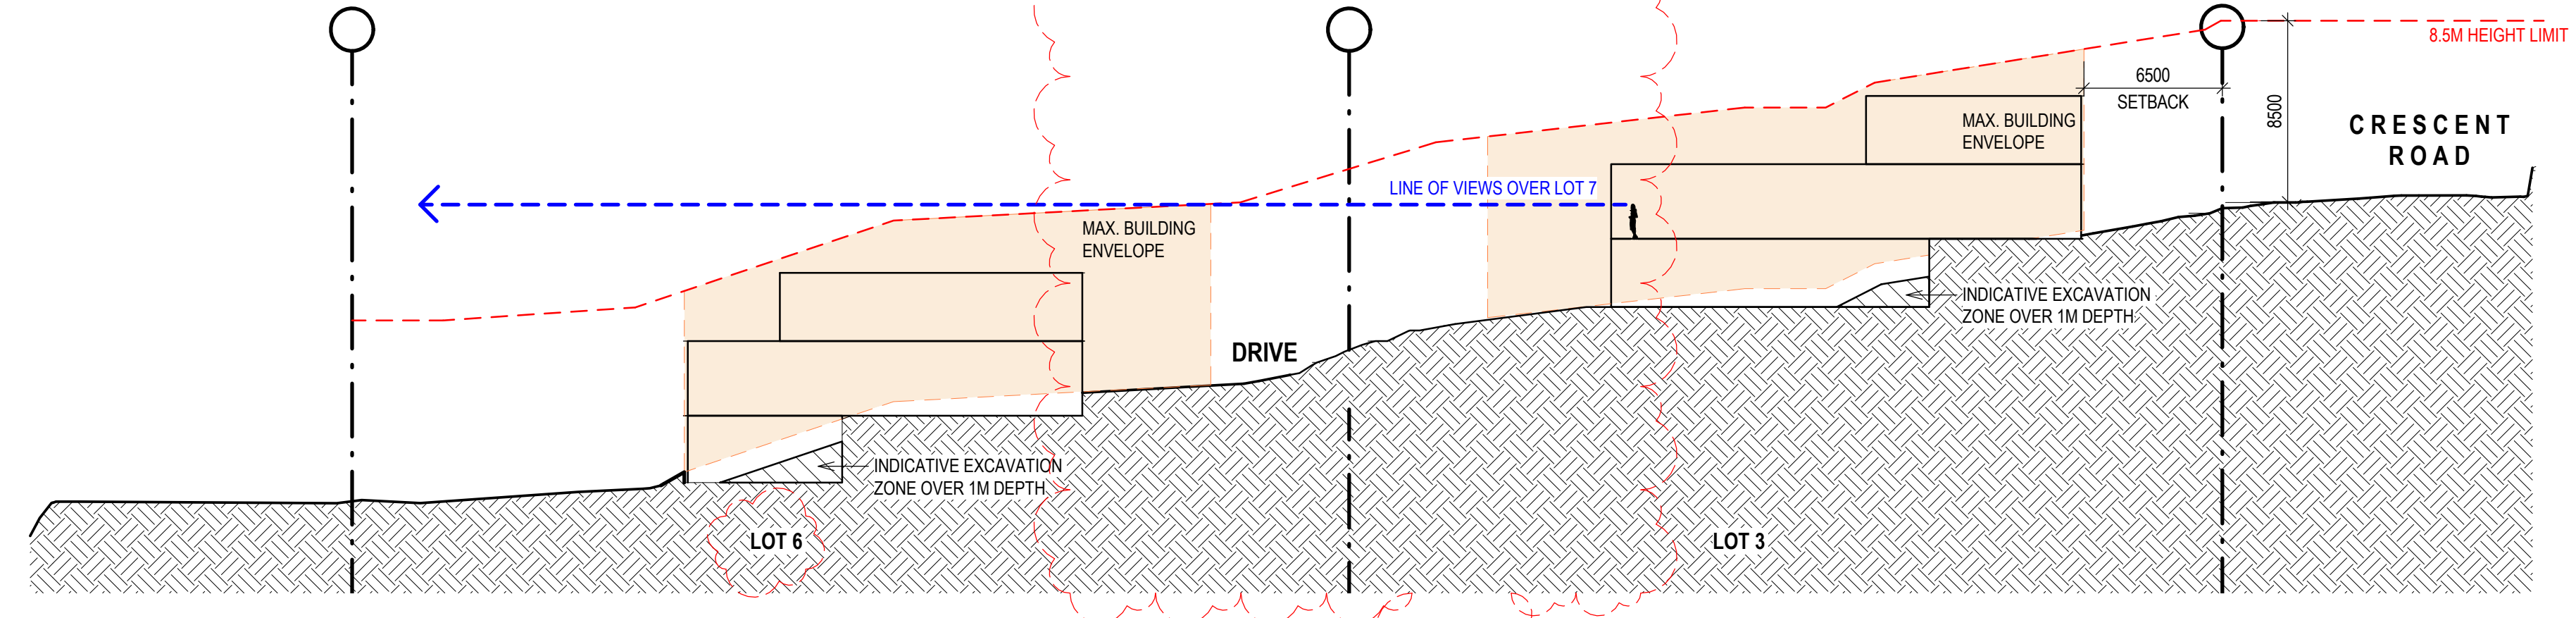 8.5M HEIGHT LIMIT
6500
SETBACK
8500
CRESCENT
ROAD
MAX. BUILDING
ENVELOPE
LINE OF VIEWS OVER LOT 7
MAX. BUILDING
ENVELOPE
INDICATIVE EXCAVATION
ZONE OVER 1M DEPTH
DRIVE
INDICATIVE EXCAVATION
ZONE OVER 1M DEPTH
LOT 6
LOT 3